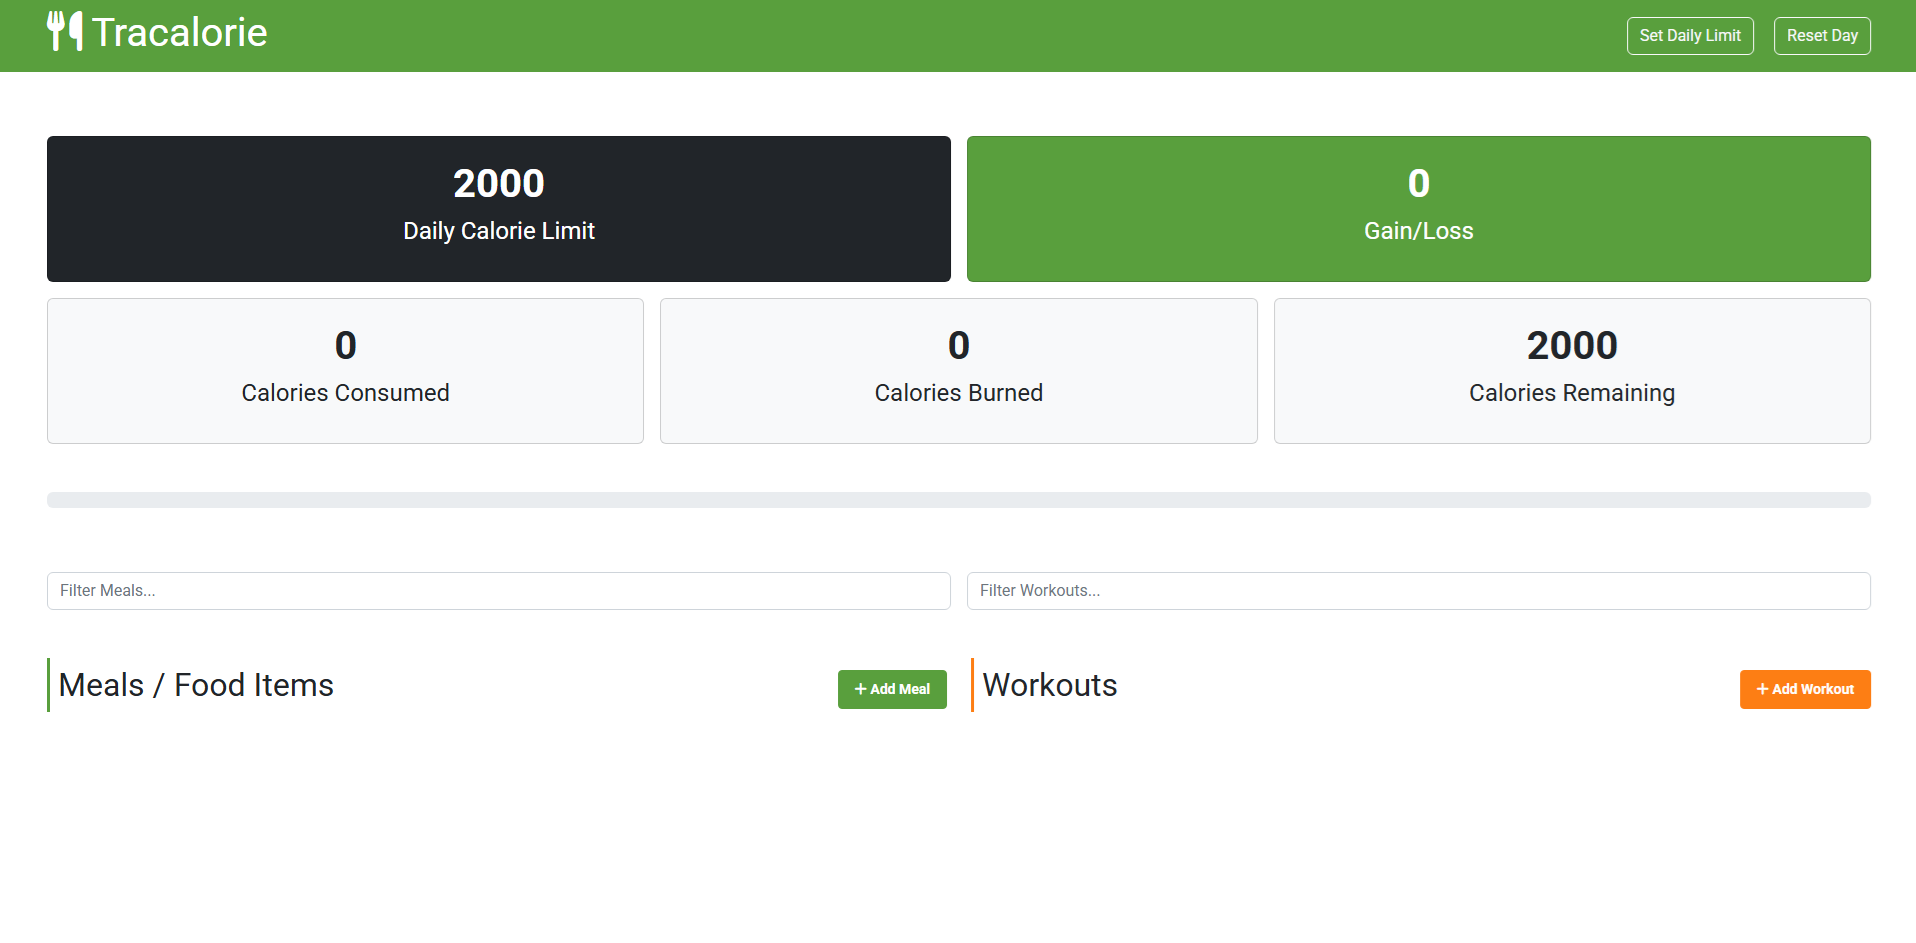 Tracalorie
Set Daily Limit
Reset Day
2000
Daily Calorie Limit
0
Gain/Loss
0
Calories Consumed
0
Calories Burned
2000
Calories Remaining
Filter Meals...
Filter Workouts...
Meals / Food Items
+ Add Meal
Workouts
+ Add Workout